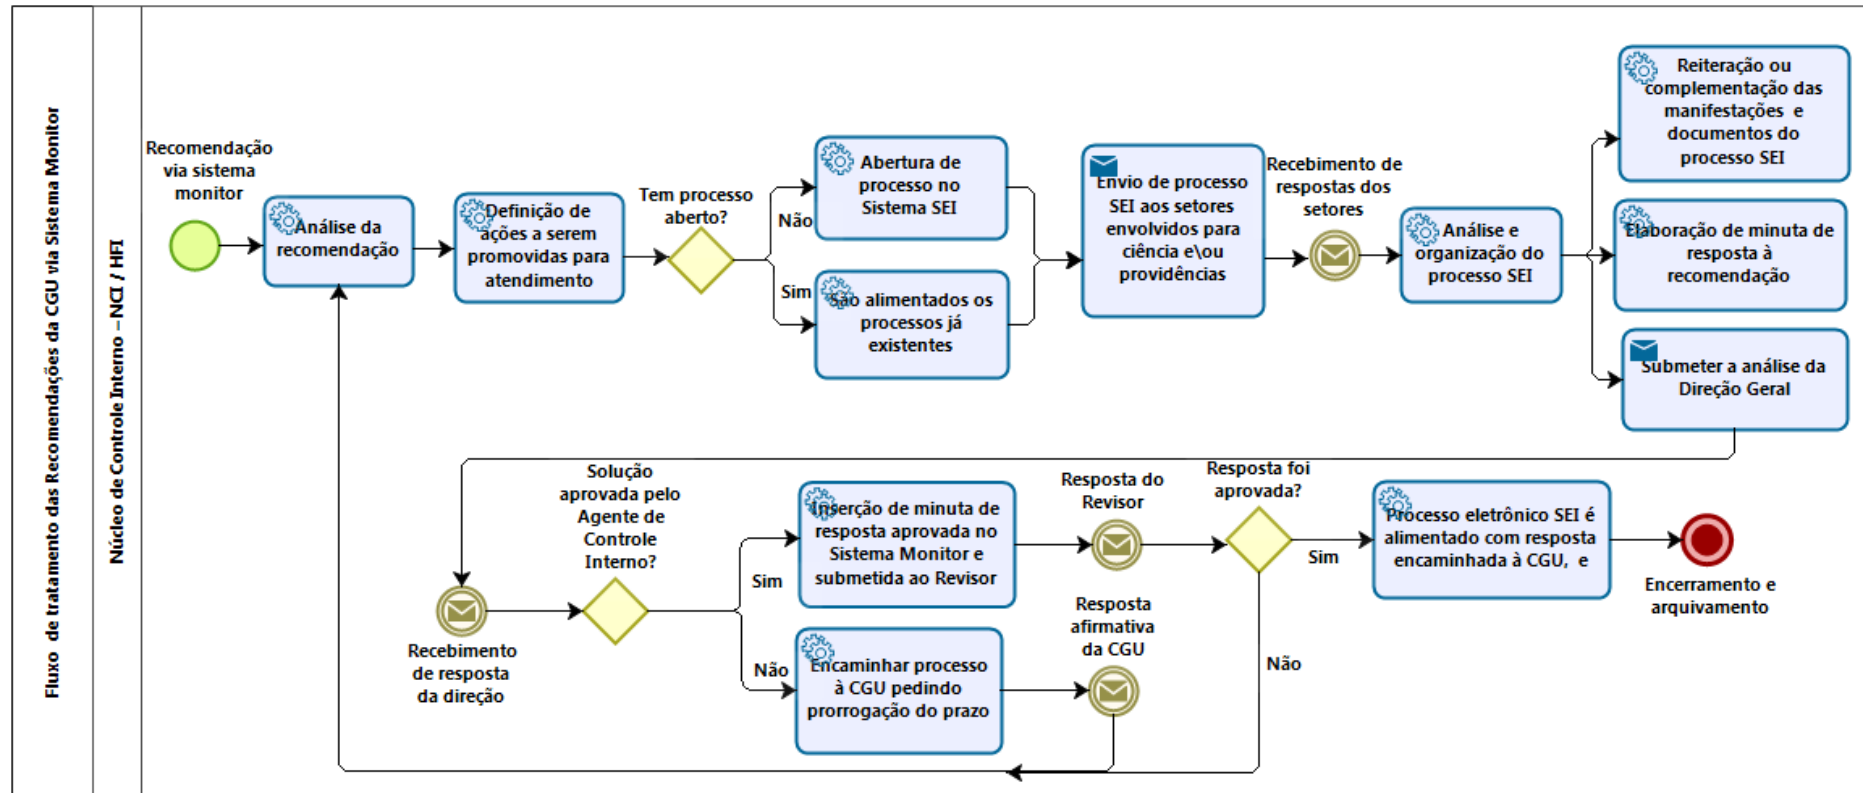 Fluxo  de tratamento das Recomendações da CGU via Sistema Monitor
Núcleo de Controle Interno – NCI / HFI
Recomendação
via sistema
monitor
Análise da
recomendação
Definição de
ações a serem
promovidas para
atendimento
Tem processo
aberto?
Não
Sim
Abertura de
processo no
Sistema SEI
São alimentados os
processos já
existentes
Envio de processo
SEI aos setores
envolvidos para
ciência e\ou
providências
Recebimento de
respostas dos
setores
Análise e
organização do
processo SEI
Reiteração ou
complementação das
manifestações  e
documentos do
processo SEI
Elaboração de minuta de
resposta à
recomendação
Submeter a análise da
Direção Geral
Recebimento
de resposta
da direção
Solução
aprovada pelo
Agente de
Controle
Interno?
Sim
Não
Inserção de minuta de
resposta aprovada no
Sistema Monitor e
submetida ao Revisor
Encaminhar processo
à CGU pedindo
prorrogação do prazo
Resposta do
Revisor
Resposta
afirmativa
da CGU
Resposta foi
aprovada?
Sim
Não
Processo eletrônico SEI é
alimentado com resposta
encaminhada à CGU,  e
Encerramento e
arquivamento